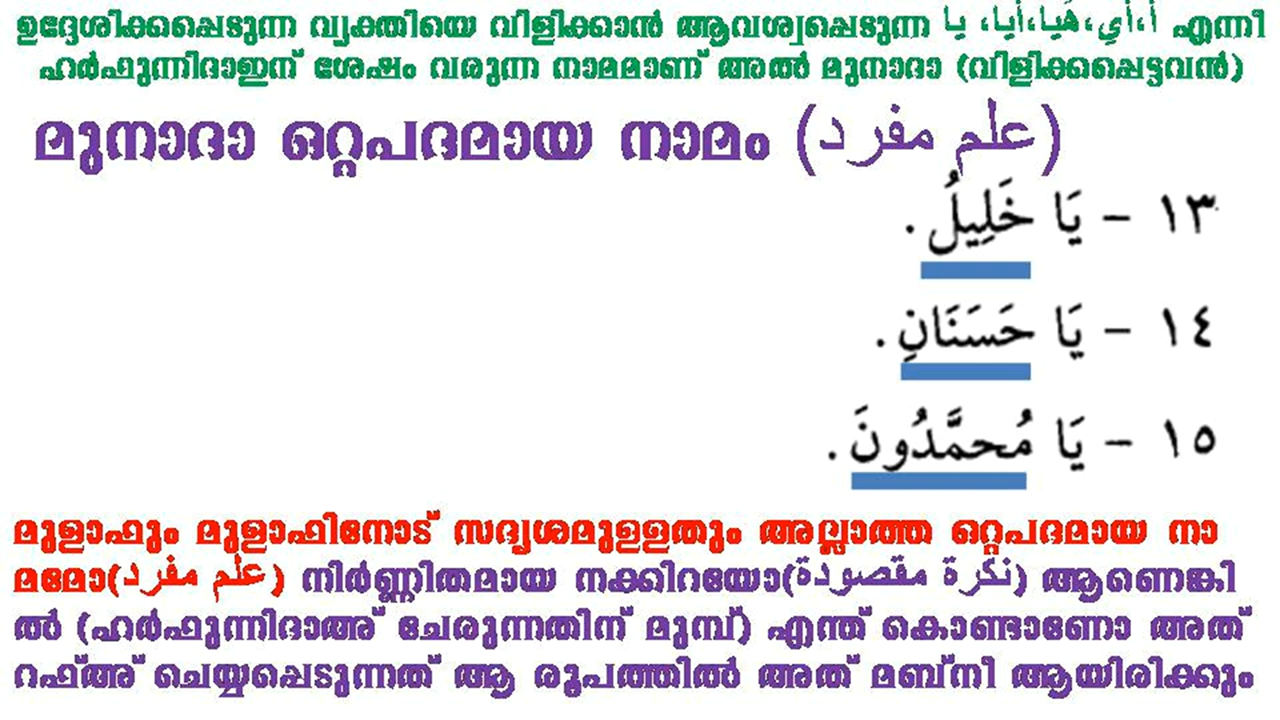 ഉദ്ദേശിക്കപ്പെടുന്ന വ്യക്തിയെ വിളിക്കാൻ ആവശ്യപ്പെടുന്ന أ،أي،هَيا،أيا، يا എന്നീ
ഹർഫുന്നിദാഇന് ശേഷം വരുന്ന നാമമാണ് അൽ മുനാദാ (വിളിക്കപ്പെട്ടവൻ)
മുനാദാ ഒറ്റപദമായ നാമം (علم مفرد)
١٣ – يَا خَلِيلُ .
١٤ – يَا حَسَنَانِ .
١٥ – يَا مُحمَّدُونَ .
മുളാഫും മുളാഫിനോട് സദൃശമുളളതും അല്ലാത്ത ഒറ്റപദമായ നാ
മമോ(علم مفرد) നിർണ്ണിതമായ നക്കിറയോ(نكرة مقصودة) ആണെങ്കി
ൽ (ഹർഫുന്നിദാഅ് ചേരുന്നതിന് മുമ്പ്) എന്ത് കൊണ്ടാണോ അത്
റഫ്അ് ചെയ്യപ്പെടുന്നത് ആ രൂപത്തിൽ അത് മബ്നീ ആയിരിക്കും